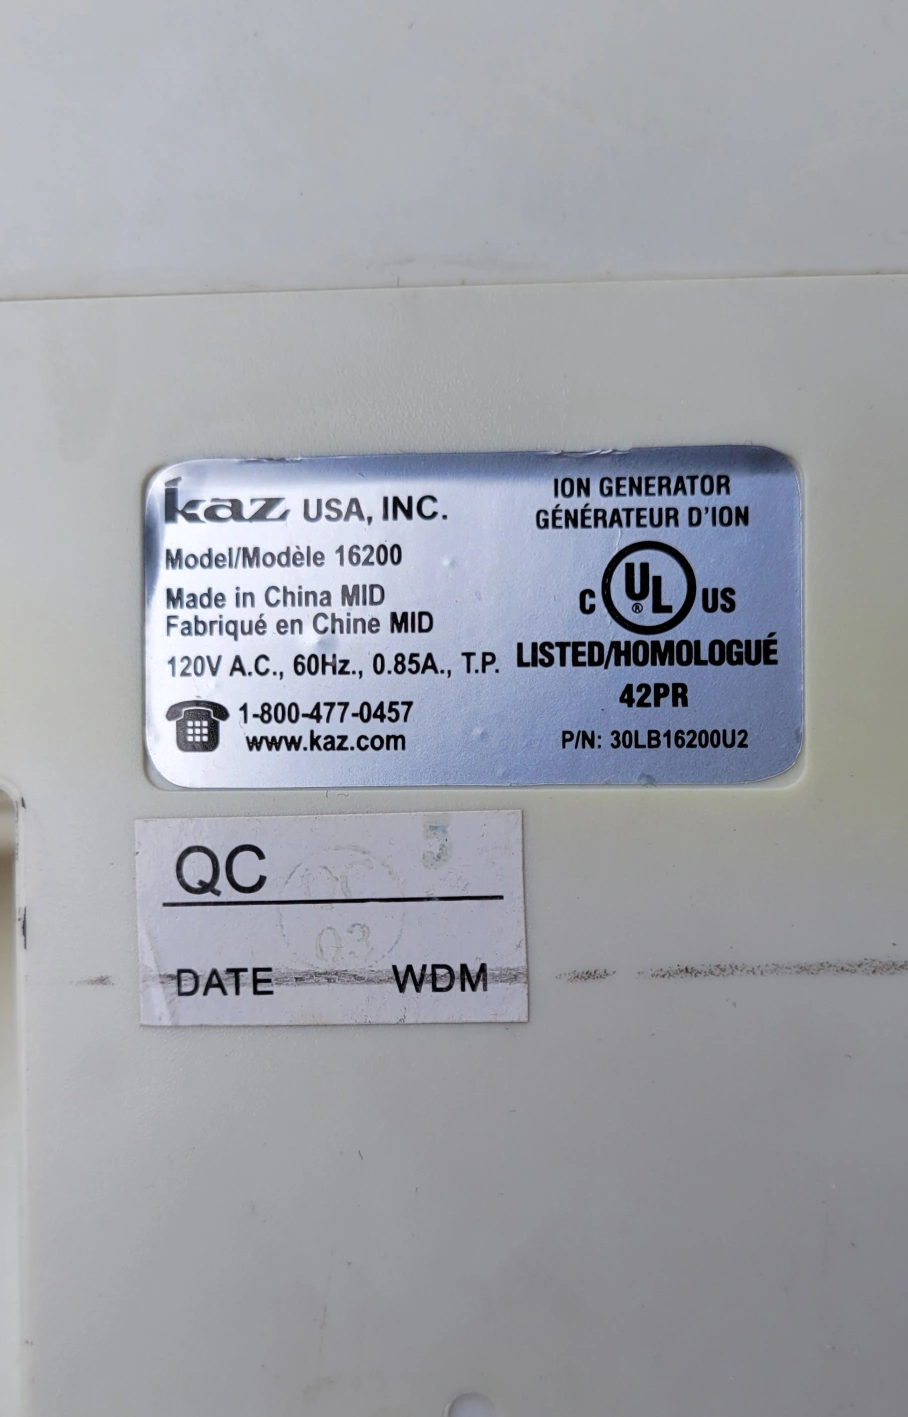 kaz USA, INC.
Model/Modèle 16200
Made in China MID
Fabriqué en Chine MID
120V A.C., 60Hz., 0.85A., T.P.
1-800-477-0457
www.kaz.com
ION GENERATOR
GÉNÉRATEUR D'ION
C UL® US
LISTED/HOMOLOGUÉ
42PR
P/N: 30LB16200U2
QC
03
DATE WDM